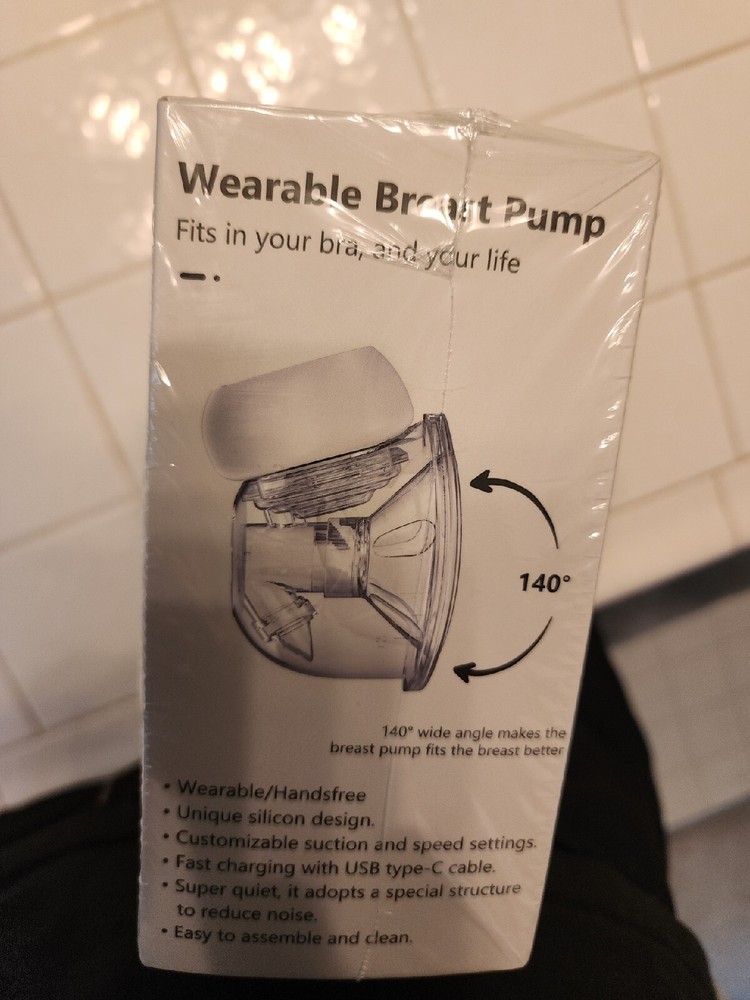 Wearable Breast Pump
Fits in your bra, and your life
140°
140° wide angle makes the
breast pump fits the breast better
• Wearable/Handsfree
• Unique silicon design.
• Customizable suction and speed settings.
• Fast charging with USB type-C cable.
• Super quiet, it adopts a special structure
to reduce noise.
• Easy to assemble and clean.